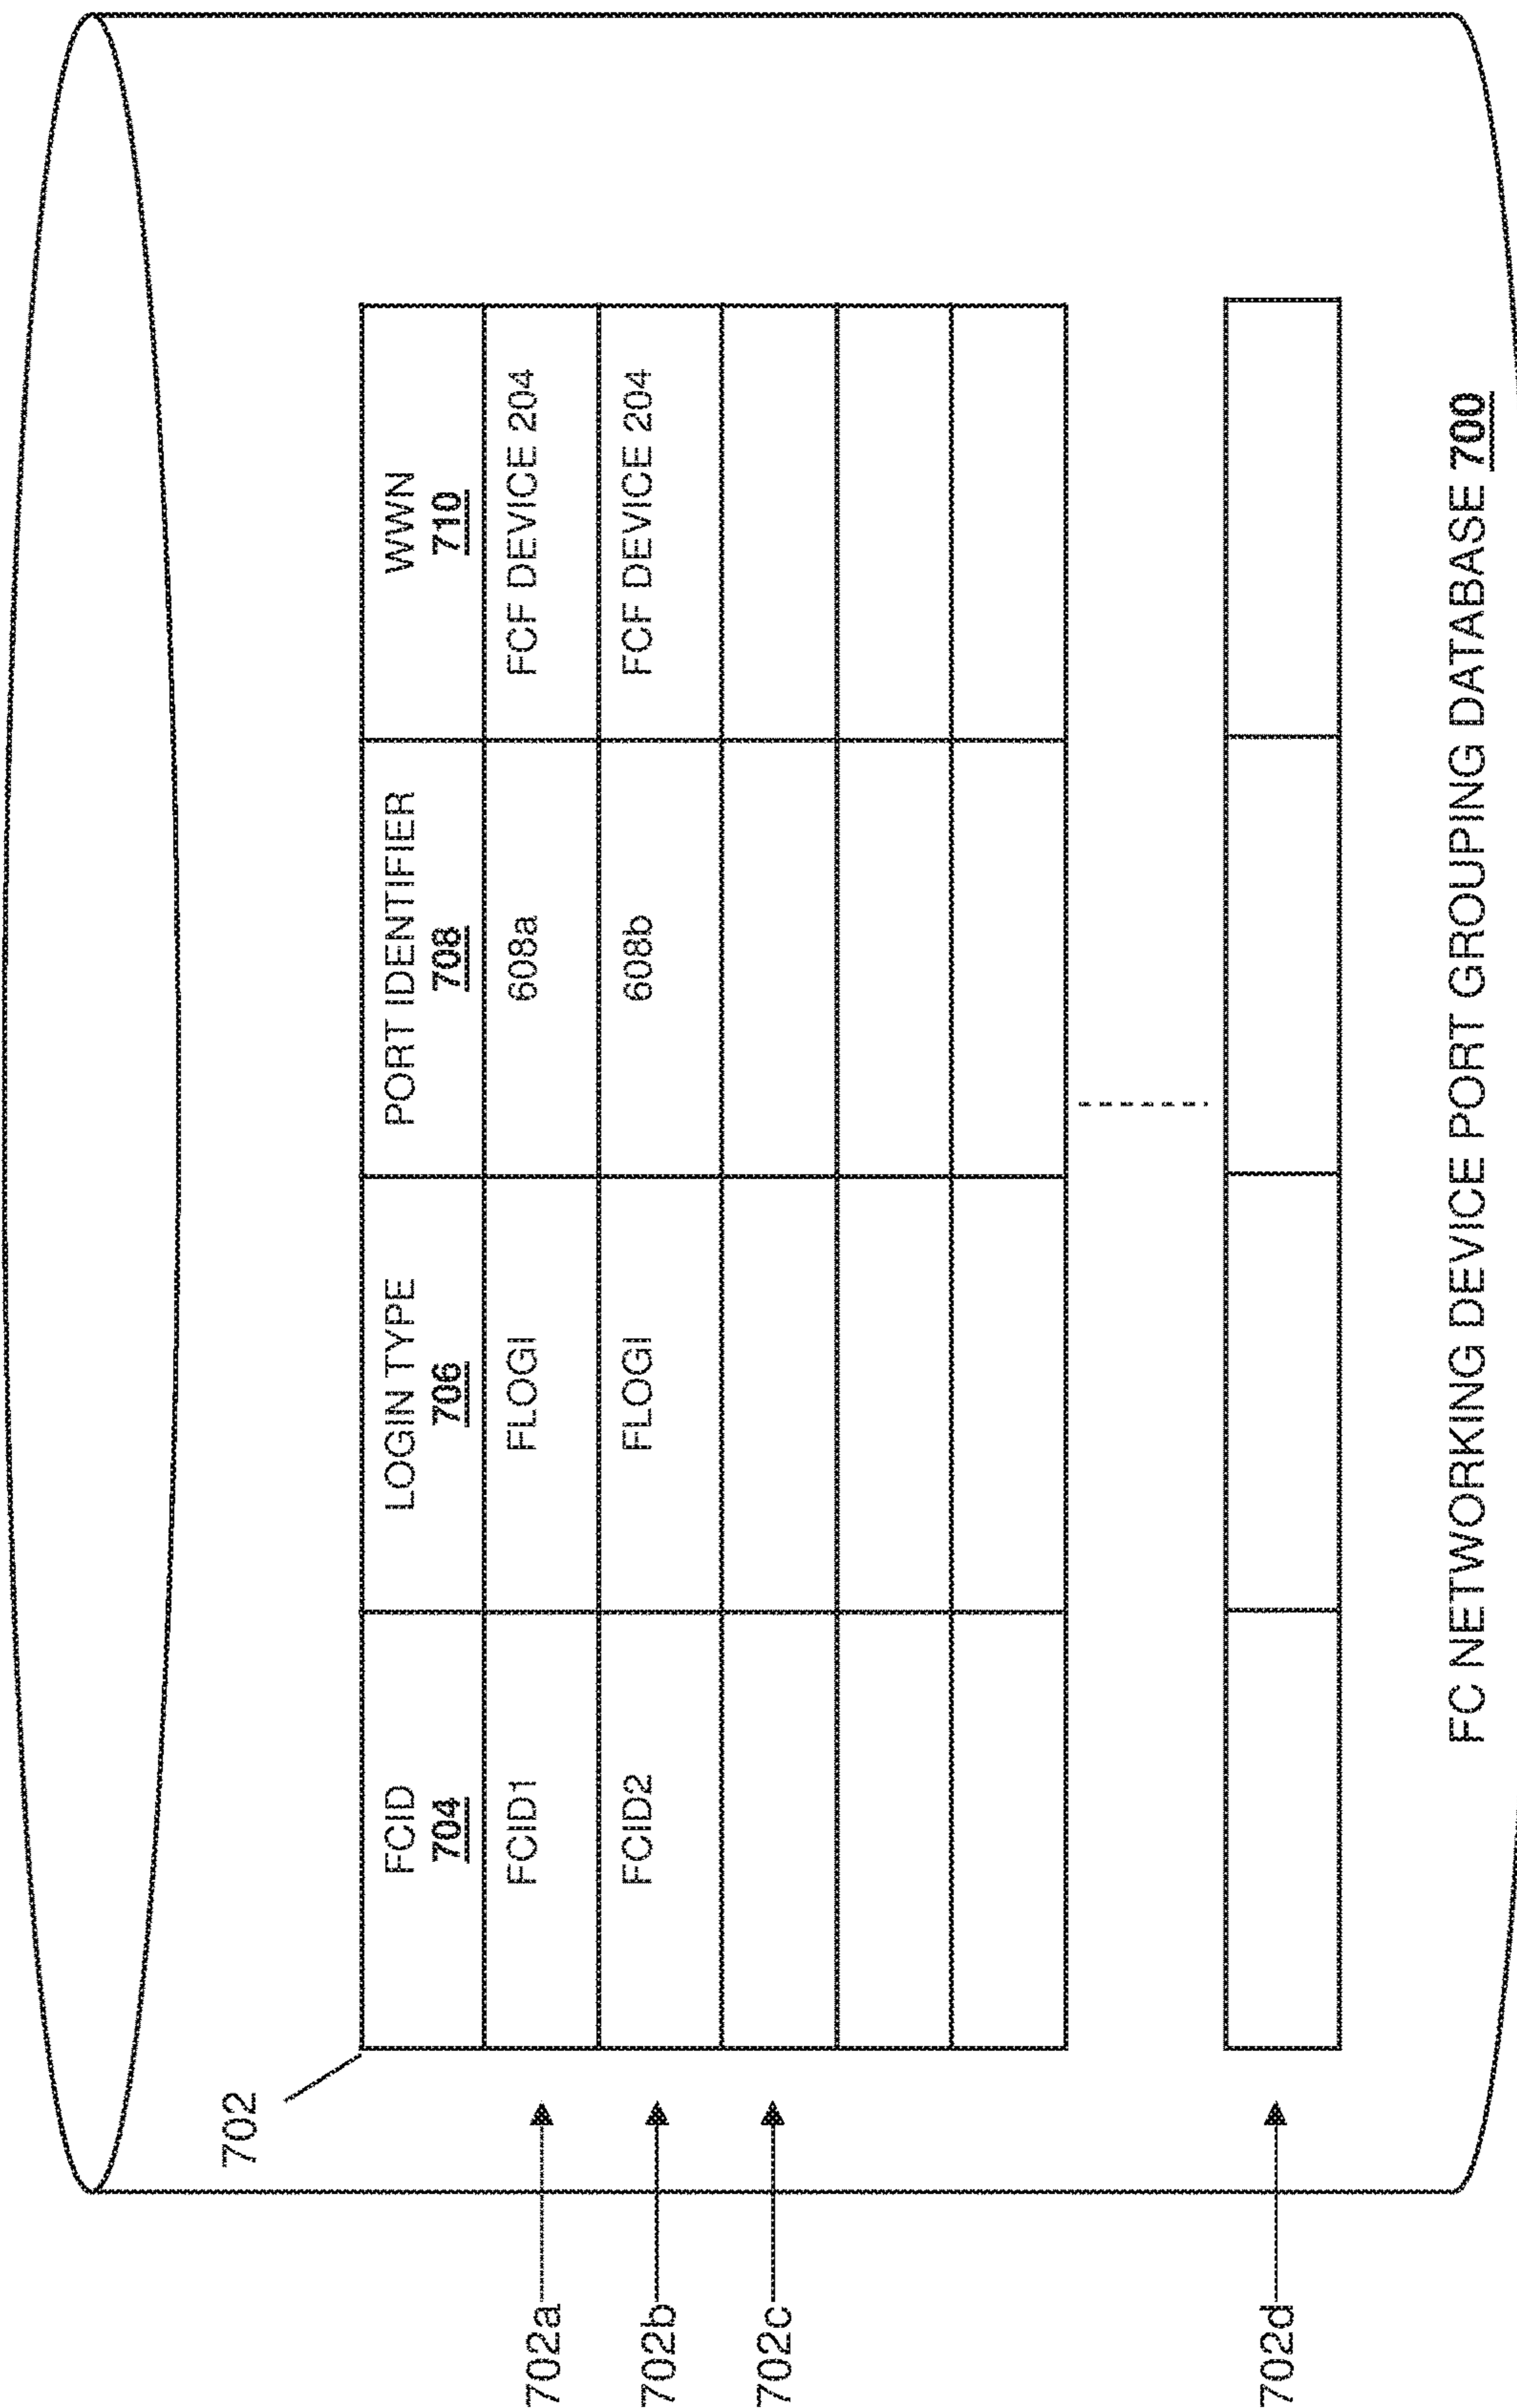 702
FCID LOGIN TYPE PORT IDENTIFIER WWN
704 706 708 710
702a FCID1 FLOGI 608a FCF DEVICE 204
702b FCID2 FLOGI 608b FCF DEVICE 204
702c
702d
FC NETWORKING DEVICE PORT GROUPING DATABASE 700